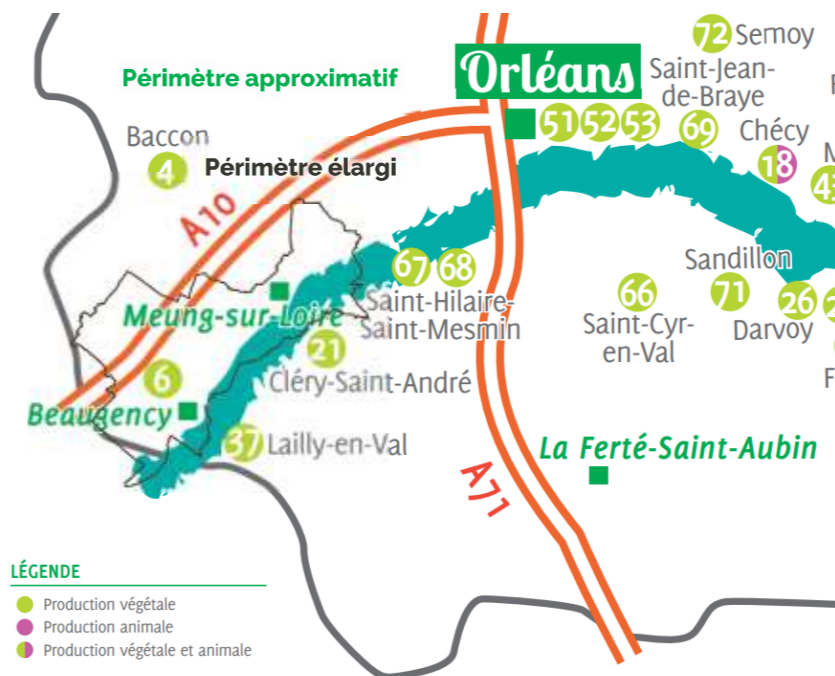 72 Semoy
Orléans
Saint-Jean-
de-Braye
Périmètre approximatif
51 52 53
69
Chécy
18
Baccon
4
Périmètre élargi
43
A10
67 68
Saint-Hilaire-
Saint-Mesmin
Sandillon
66
71
26
2
Saint-Cyr-
en-Val
Darvoy
Meung-sur-Loire
21
Cléry-Saint-André
F
6
Beaugency
37 Lailly-en-Val
La Ferté-Saint-Aubin
A71
LÉGENDE
Production végétale
Production animale
Production végétale et animale